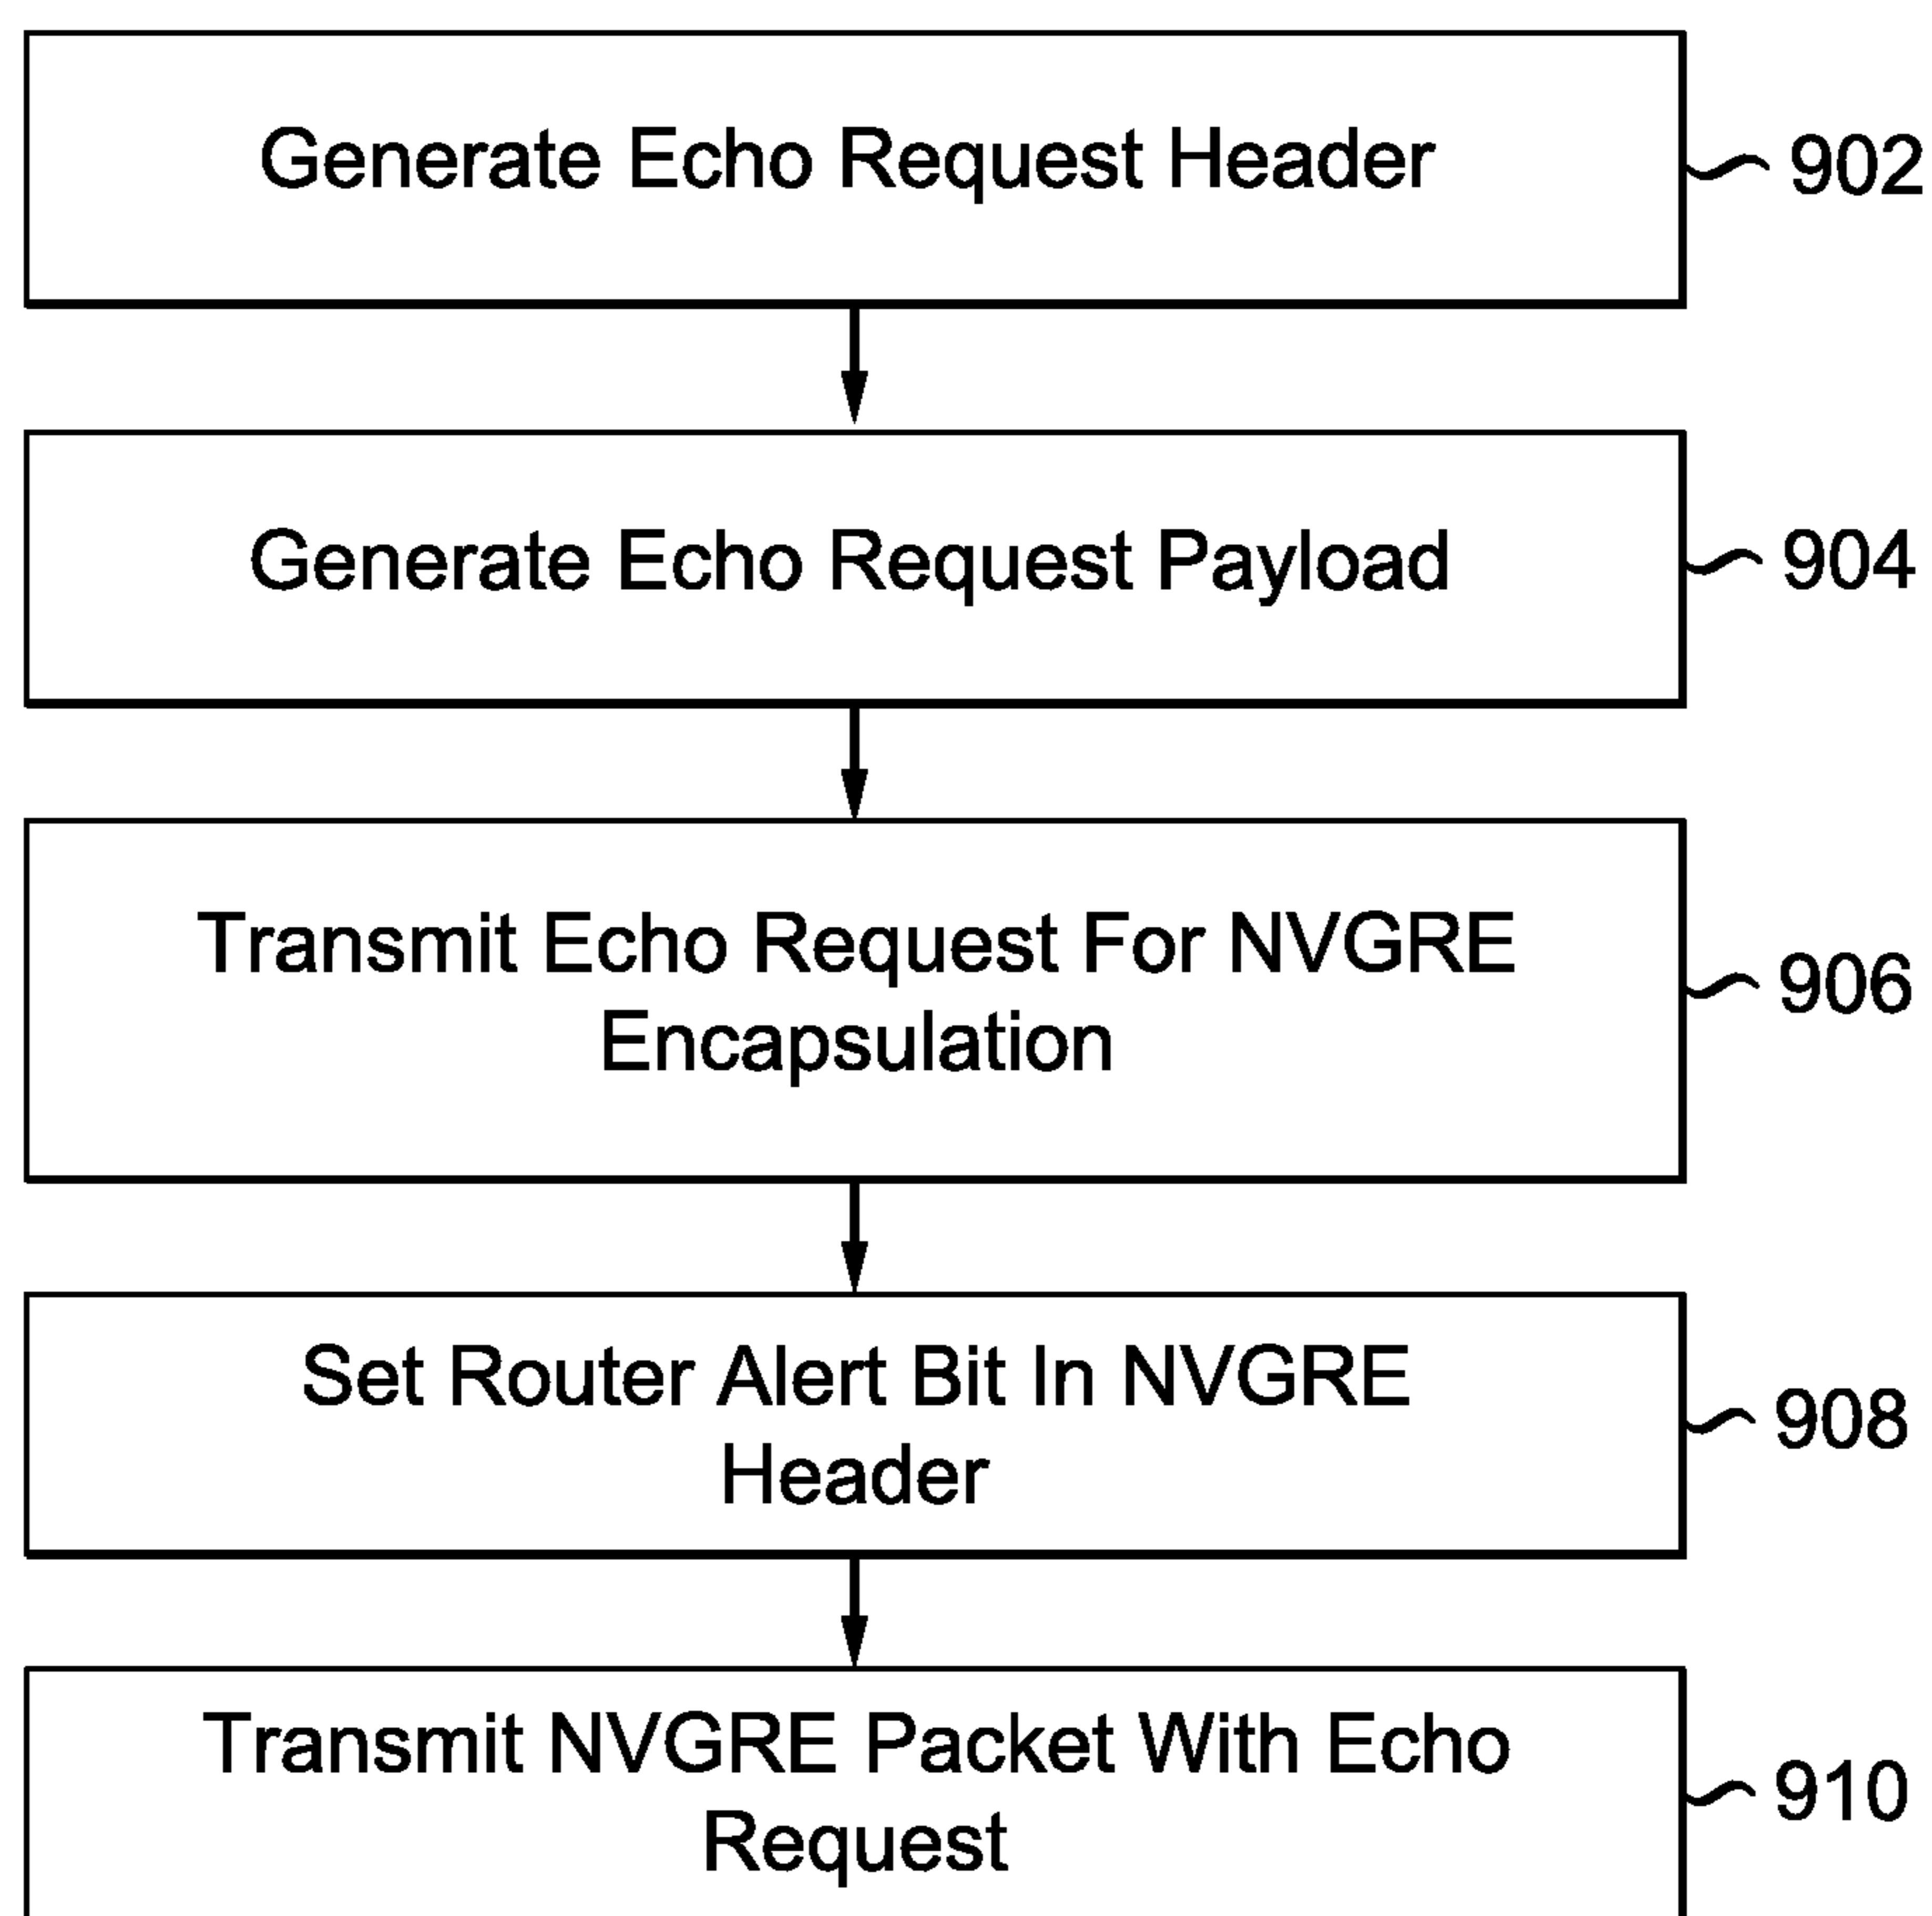 Generate Echo Request Header
902
Generate Echo Request Payload
904
Transmit Echo Request For NVGRE
Encapsulation
906
Set Router Alert Bit In NVGRE
Header
908
Transmit NVGRE Packet With Echo
Request
910